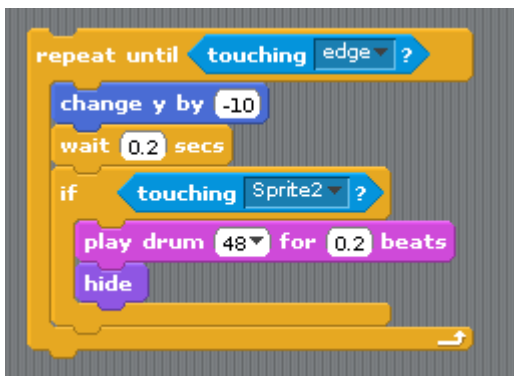 repeat until touching edge ?
change y by -10
wait 0.2 secs
if touching Sprite2 ?
play drum 48 for 0.2 beats
hide